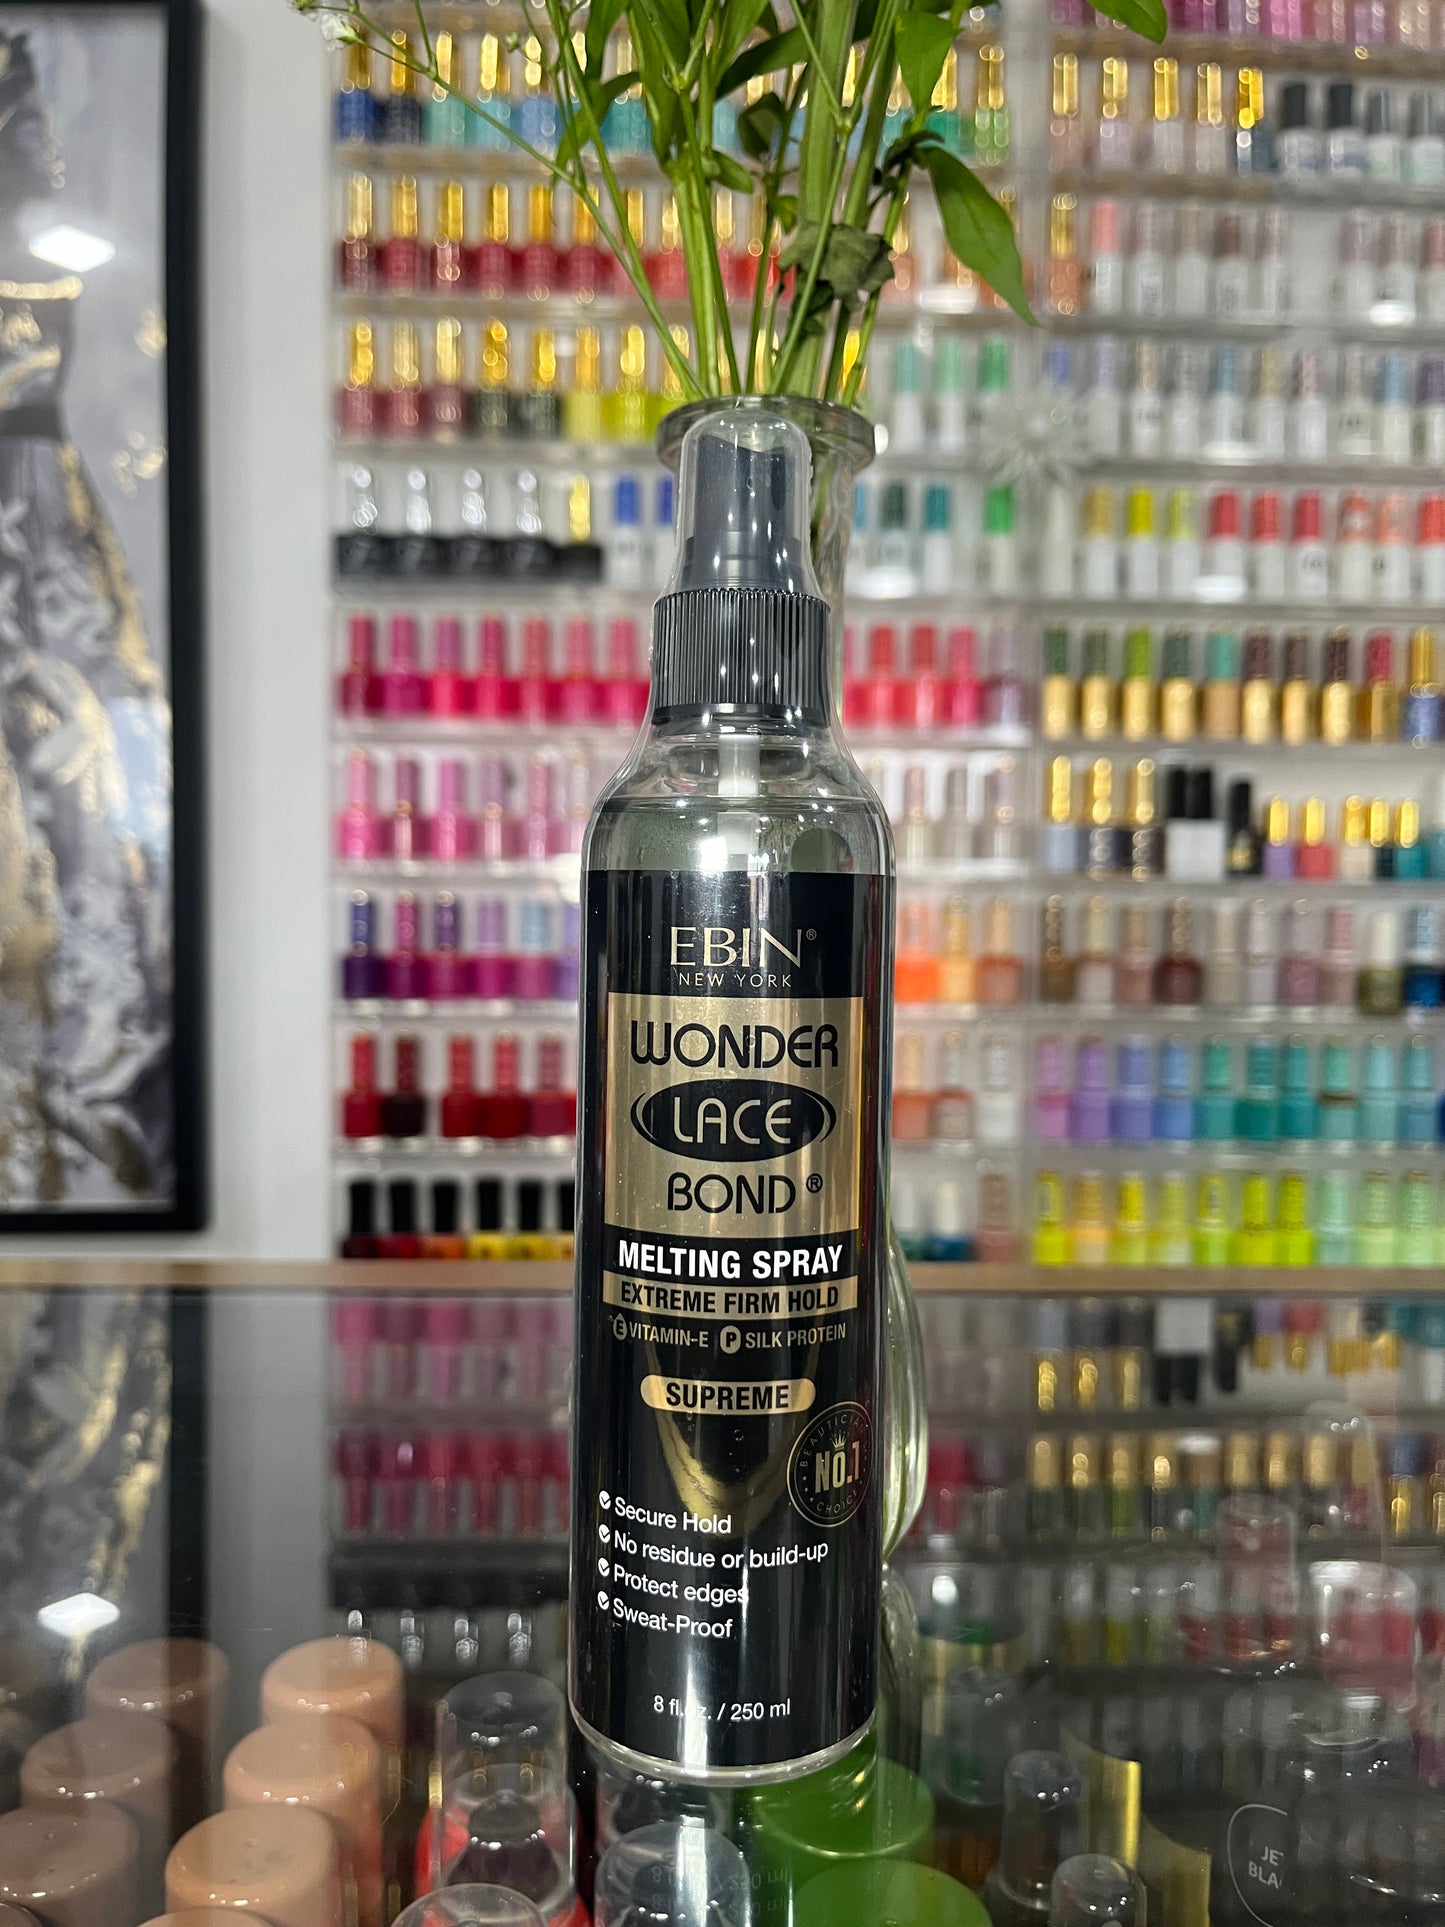 EBIN®
NEW YORK
WONDER
LACE
BOND®
MELTING SPRAY
EXTREME FIRM HOLD
E VITAMIN-E P SILK PROTEIN
SUPREME
NO.1
CHOICE
Secure Hold
No residue or build-up
Protect edges
Sweat-Proof
8 fl.oz. / 250 ml